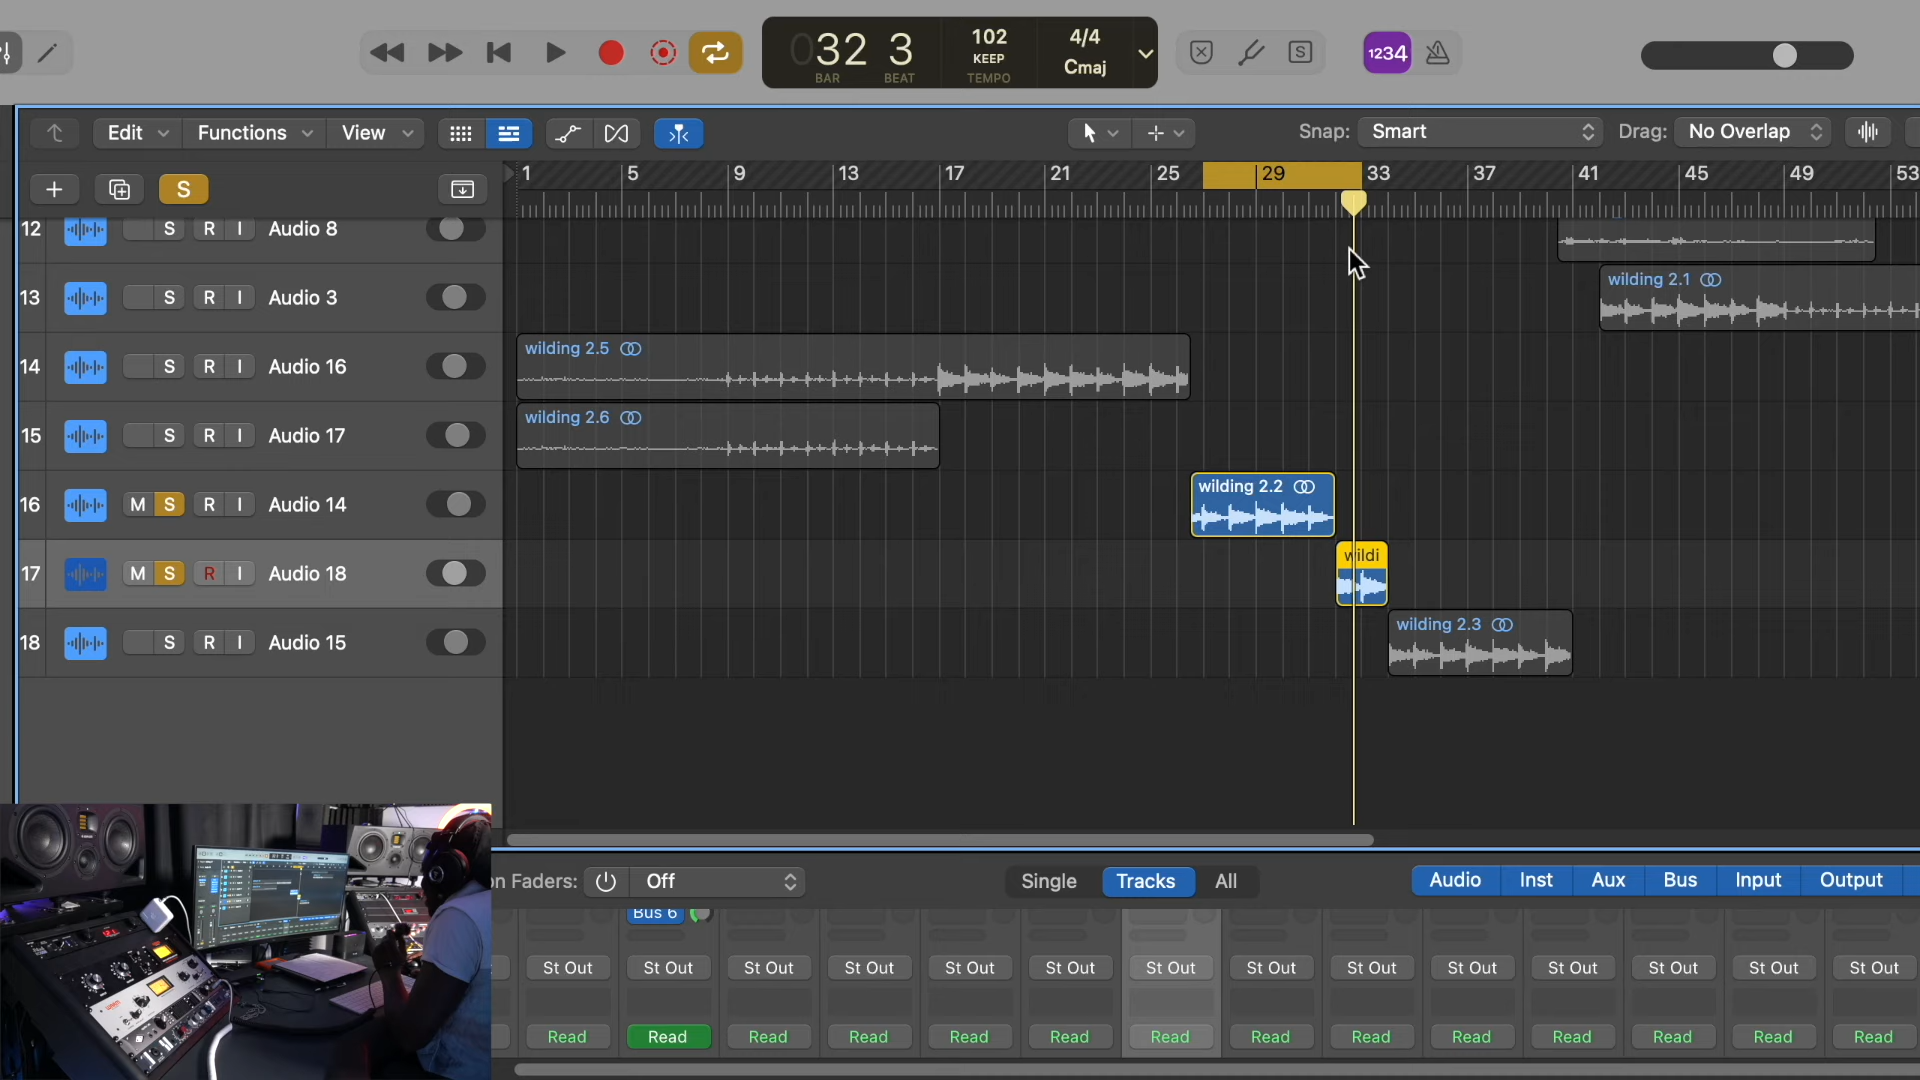 032 3
BAR BEAT
102
KEEP
TEMPO
4/4
Cmaj
S
1234
Edit Functions View
Snap: Smart
Drag: No Overlap
S
1 5 9 13 17 21 25 29 33 37 41 45 49 53
12 S R I Audio 8
13 S R I Audio 3
wilding 2.1
14 S R I Audio 16
wilding 2.5
15 S R I Audio 17
wilding 2.6
16 M S R I Audio 14
wilding 2.2
17 M S R I Audio 18
wildi
18 S R I Audio 15
wilding 2.3
n Faders: Off
Single Tracks All
Audio Inst Aux Bus Input Output
Bus 6
St Out St Out St Out St Out St Out St Out St Out St Out St Out St Out St Out St Out St Out St Out
Read Read Read Read Read Read Read Read Read Read Read Read Read Read